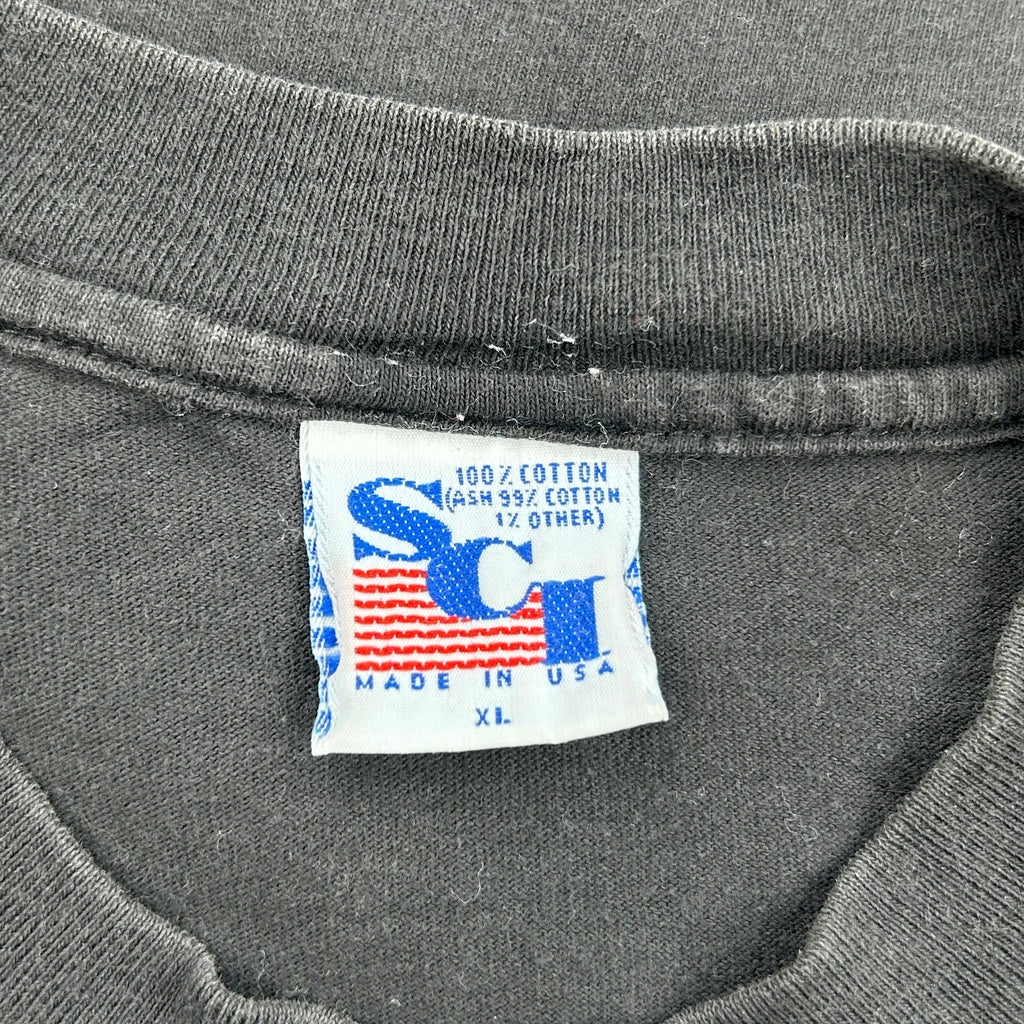 100% COTTON
(ASH 99% COTTON
1% OTHER)
SCI
MADE IN USA
XL